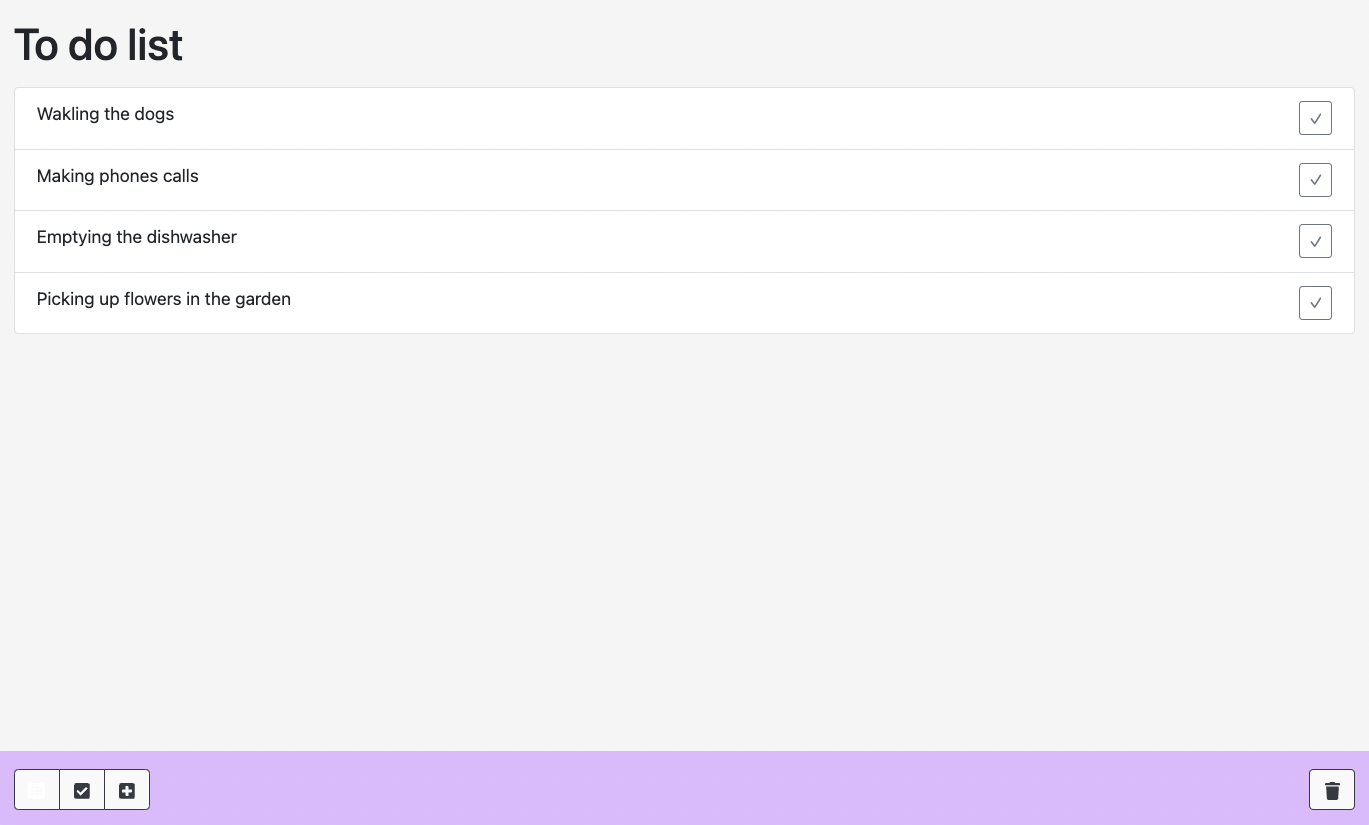 To do list
Wakling the dogs
Making phones calls
Emptying the dishwasher
Picking up flowers in the garden